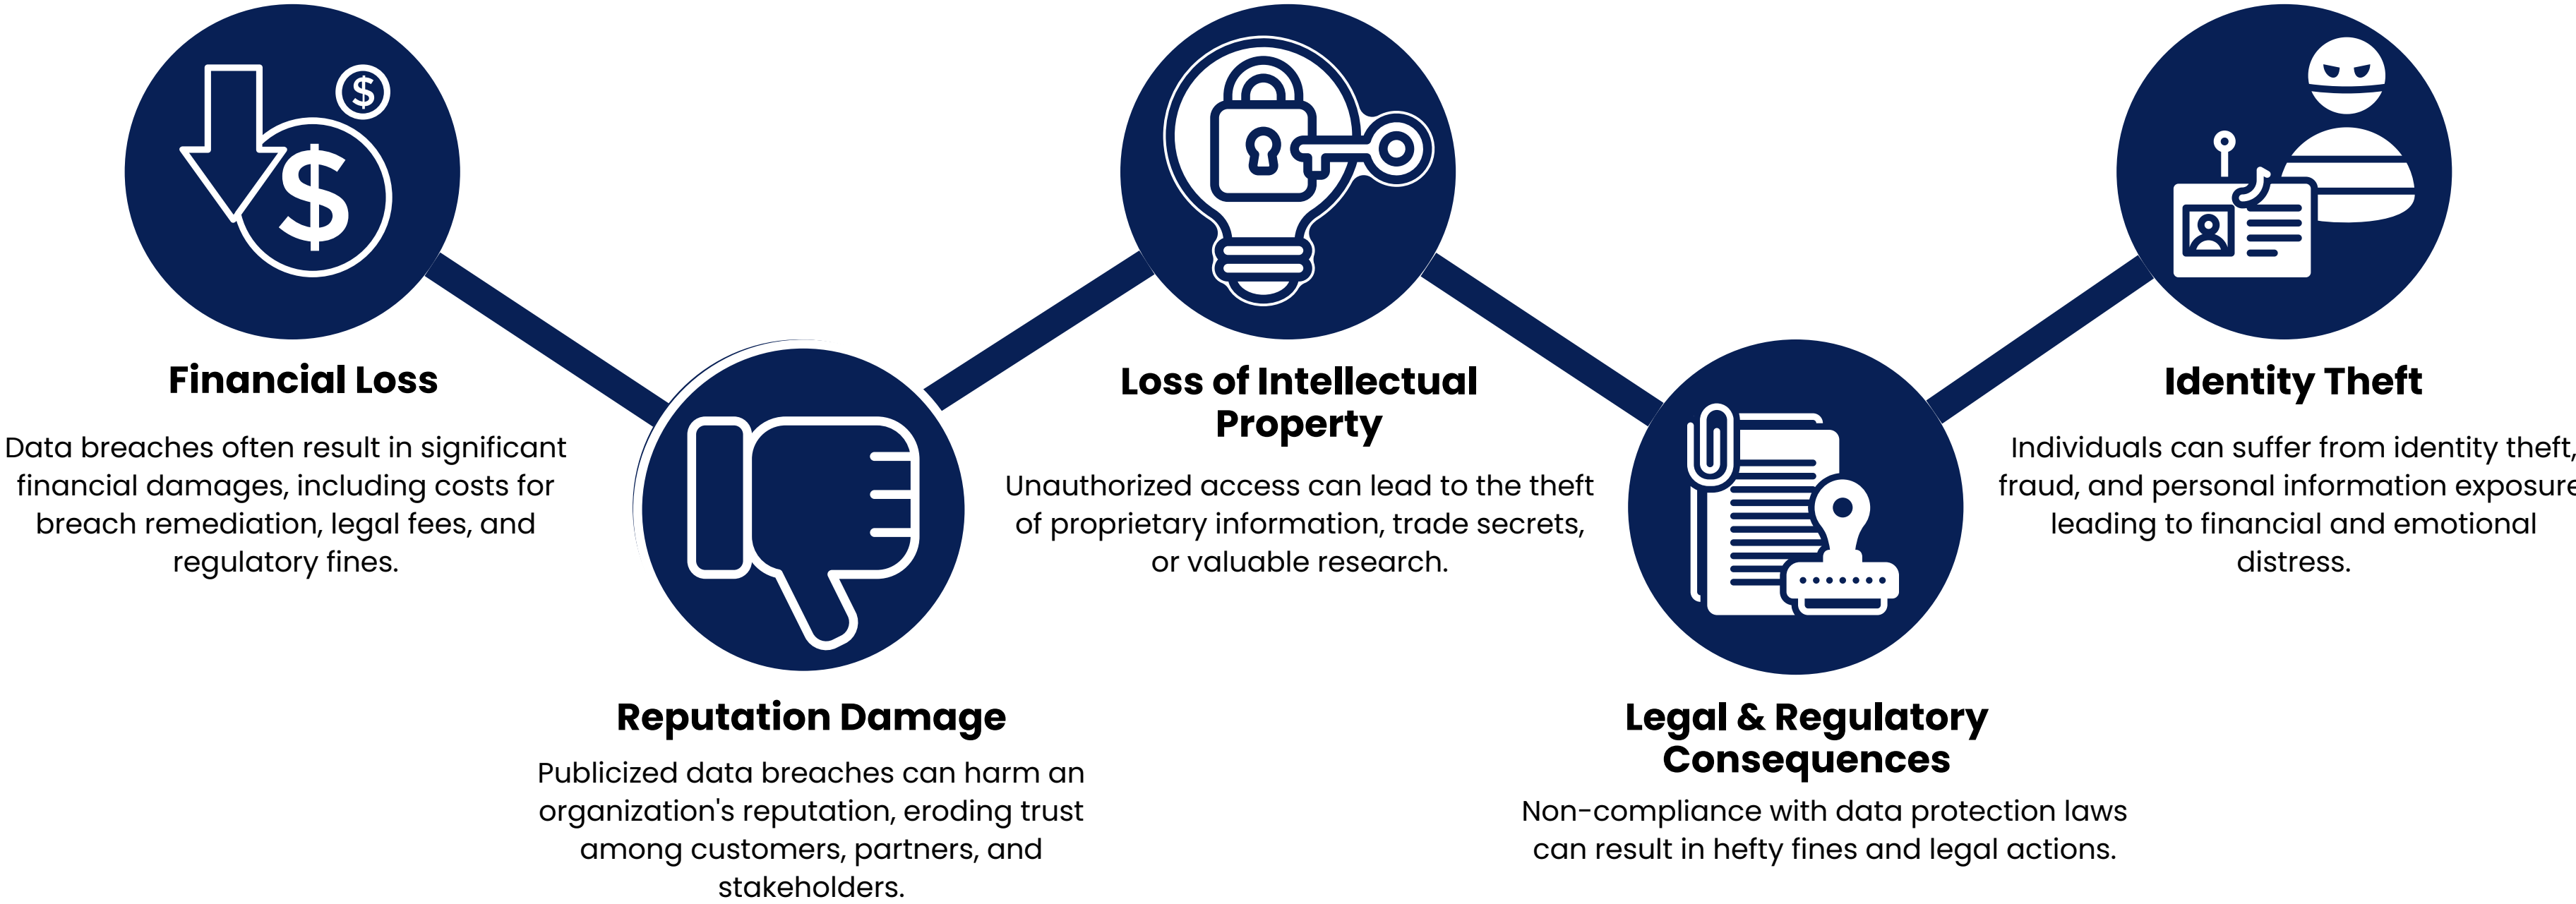 $
$
Financial Loss
Data breaches often result in significant
financial damages, including costs for
breach remediation, legal fees, and
regulatory fines.
Reputation Damage
Publicized data breaches can harm an
organization's reputation, eroding trust
among customers, partners, and
stakeholders.
Loss of Intellectual
Property
Unauthorized access can lead to the theft
of proprietary information, trade secrets,
or valuable research.
Legal & Regulatory
Consequences
Non-compliance with data protection laws
can result in hefty fines and legal actions.
Identity Theft
Individuals can suffer from identity theft,
fraud, and personal information exposure
leading to financial and emotional
distress.